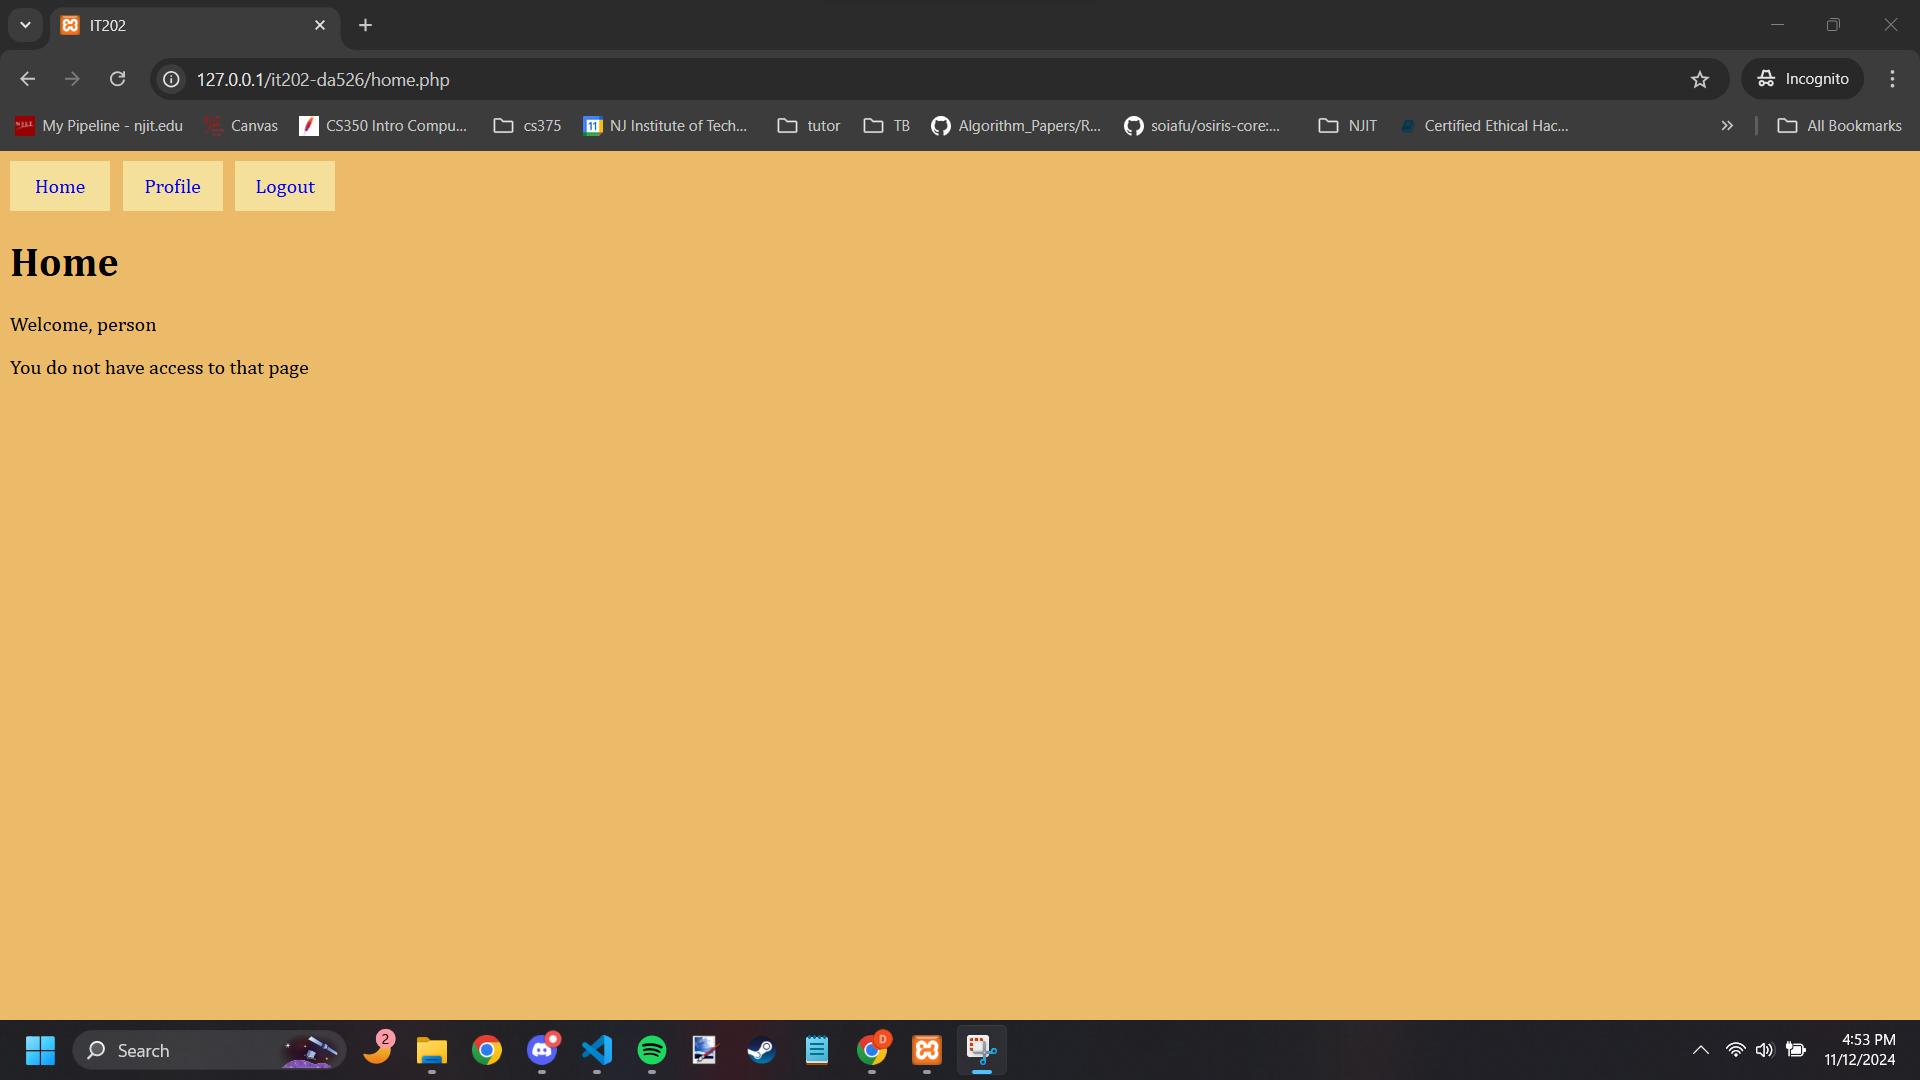 IT202
127.0.0.1/it202-da526/home.php
Incognito
My Pipeline - njit.edu
Canvas
CS350 Intro Compu...
cs375
NJ Institute of Tech...
tutor
TB
Algorithm_Papers/R...
soiafu/osiris-core:...
NJIT
Certified Ethical Hac...
All Bookmarks
Home
Profile
Logout
Home
Welcome, person
You do not have access to that page
Search
2
D
4:53 PM
11/12/2024